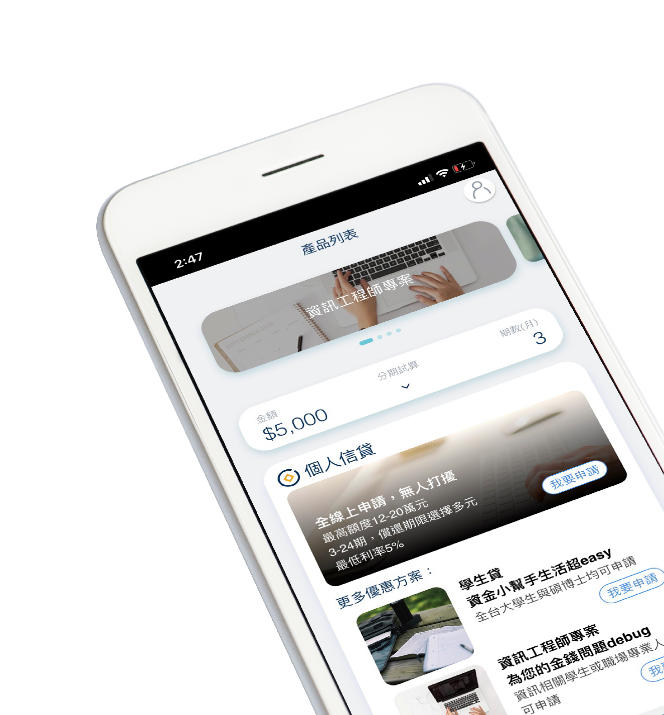 2:47
產品列表
資訊工程師專案
分期試算
金額
$5,000
期數(月)
3
個人信貸
全線上申請，無人打擾
最高額度12-20萬元
3-24期，償還期限選擇多元
最低利率5%
我要申請
更多優惠方案：
學生貸
資金小幫手生活超easy
全台大學生與碩博士均可申請
我要申請
資訊工程師專案
為您的金錢問題debug
資訊相關學生或職場專業人
可申請
我